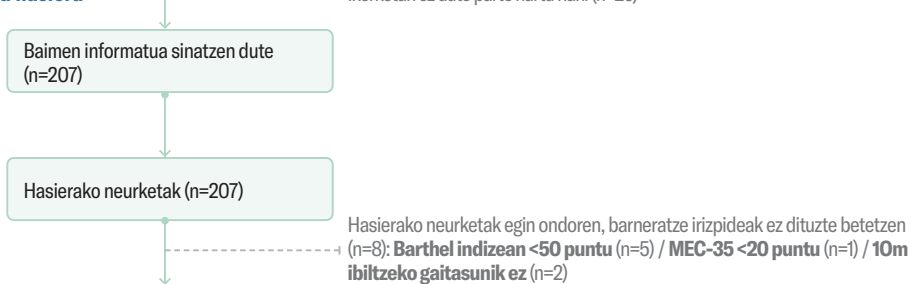 Baimen informatua sinatzen dute
(n=207)
Hasierako neurketak (n=207)
Hasierako neurketak egin ondoren, barneratze irizpideak ez dituzte betetzen
(n=8): Barthel indizean <50 puntu (n=5) / MEC-35 <20 puntu (n=1) / 10m
ibiltzeko gaitasunik ez (n=2)